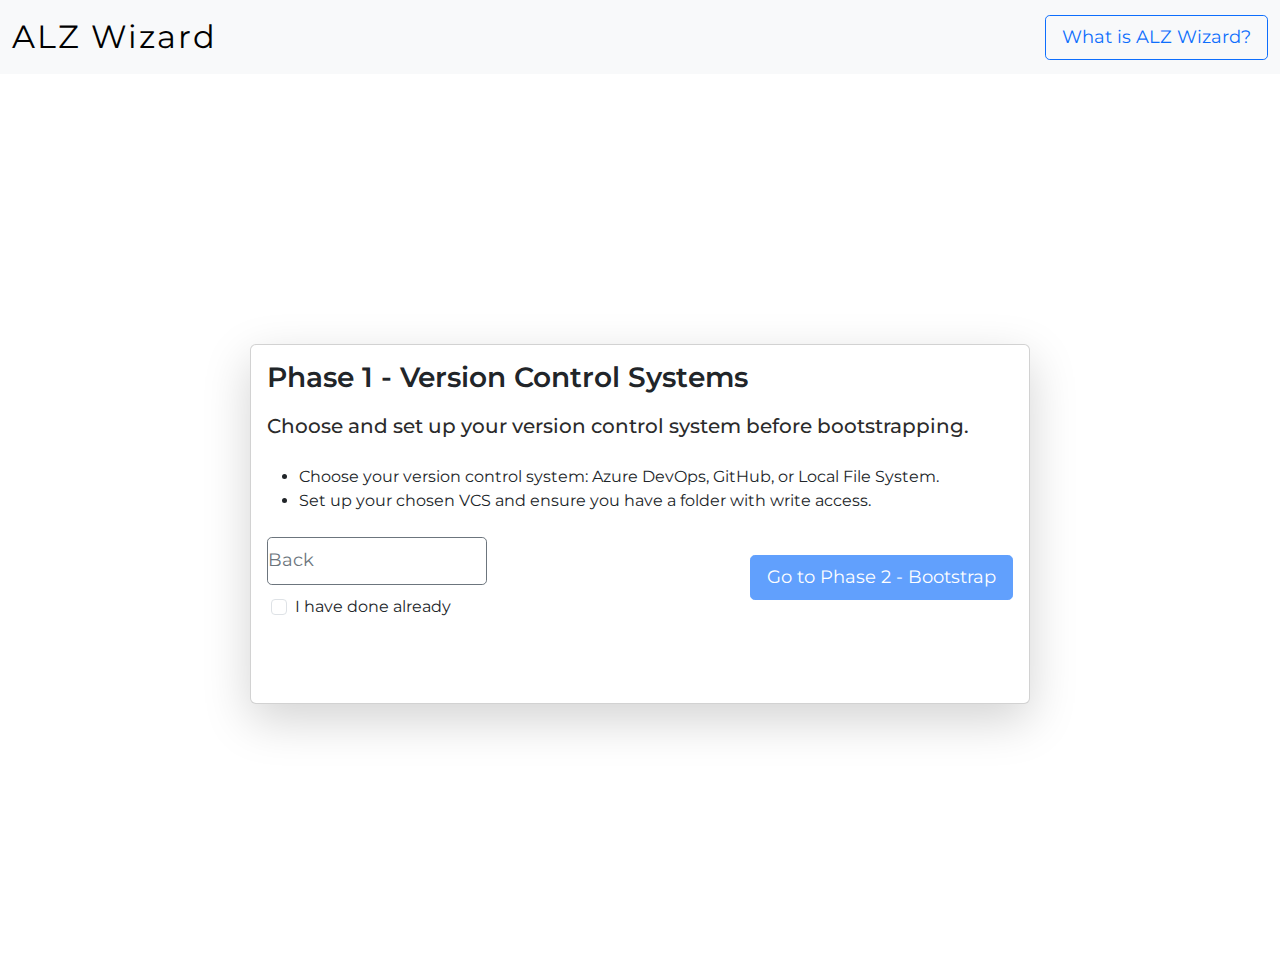 ALZ Wizard
What is ALZ Wizard?
Phase 1 - Version Control Systems
Choose and set up your version control system before bootstrapping.
• Choose your version control system: Azure DevOps, GitHub, or Local File System.
• Set up your chosen VCS and ensure you have a folder with write access.
Back
Go to Phase 2 - Bootstrap
I have done already